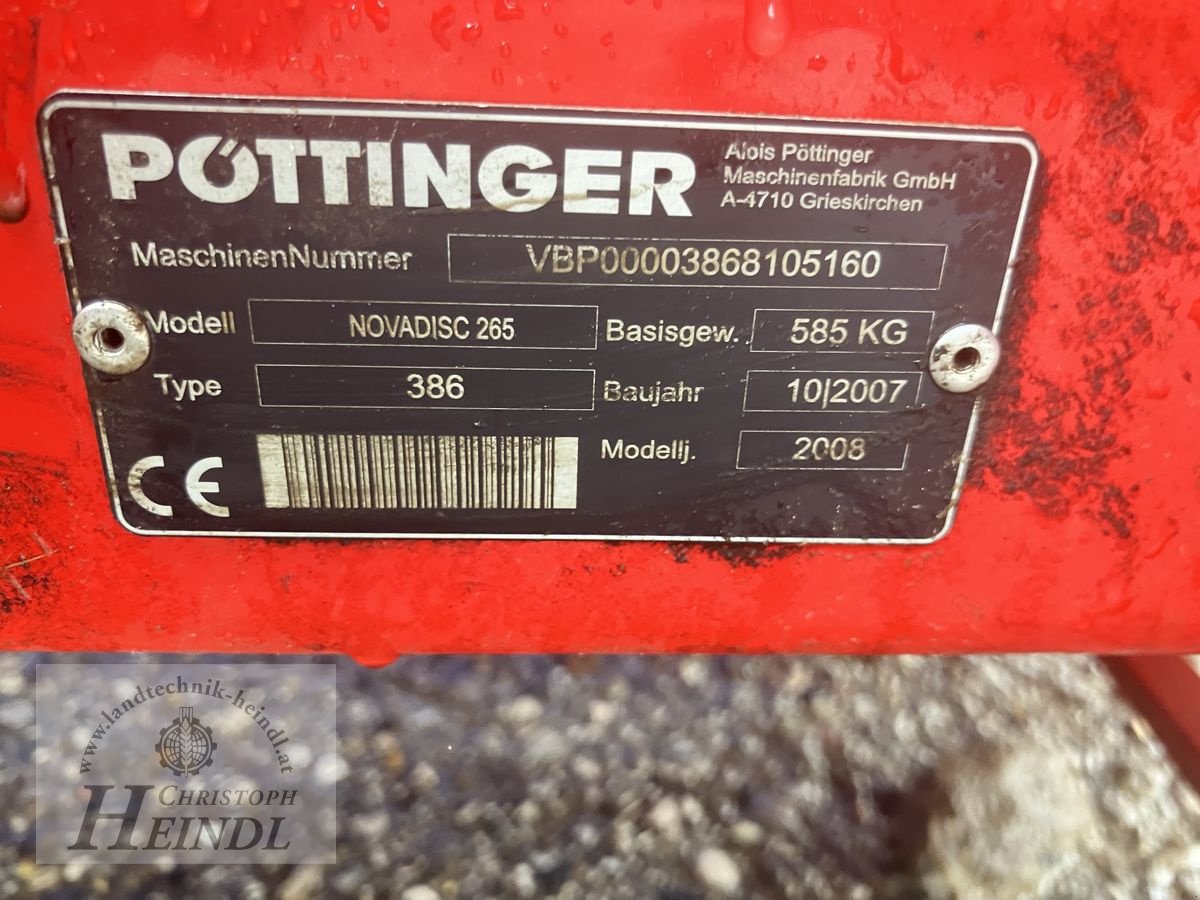 PÖTTINGER
Alois Pöttinger
Maschinenfabrik GmbH
A-4710 Grieskirchen
MaschinenNummer VBP00003868105160
Modell NOVADISC 265 Basisgew. 585 KG
Type 386 Baujahr 10|2007
Modellj. 2008
CE
www.landtechnik-heindl.at
CHRISTOPH
HEINDL